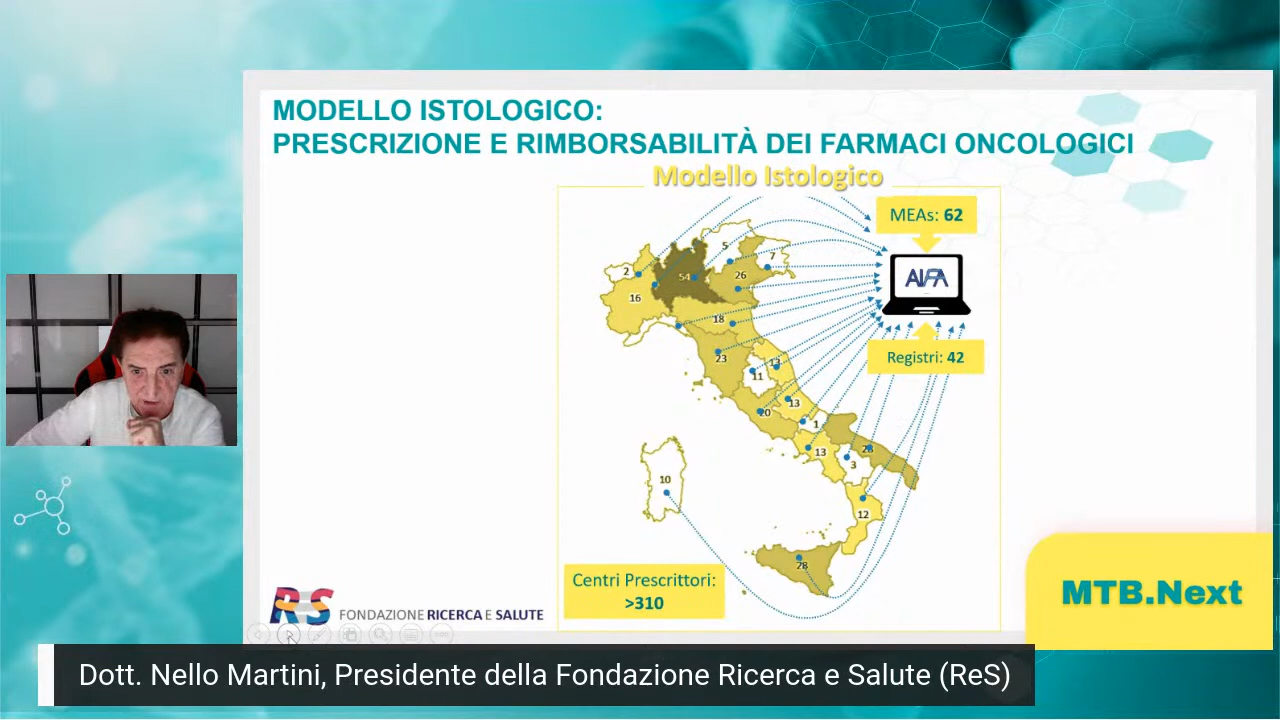 MODELLO ISTOLOGICO:
PRESCRIZIONE E RIMBORSABILITÀ DEI FARMACI ONCOLOGICI
Modello Istologico
MEAs: 62
AIFA
Registri: 42
5
7
2
54
26
16
18
23
13
11
13
20
1
13
28
3
10
12
28
Centri Prescrittori:
>310
MTB.Next
ReS FONDAZIONE RICERCA E SALUTE
Dott. Nello Martini, Presidente della Fondazione Ricerca e Salute (ReS)